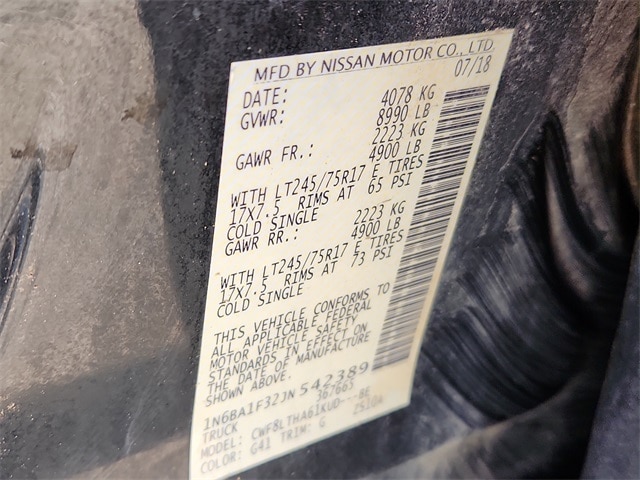 MFD BY NISSAN MOTOR CO., LTD.
DATE: 07/18
GVWR: 4078 KG
8990 LB
GAWR FR.: 2223 KG
4900 LB
WITH LT245/75R17 E TIRES
17X7.5 RIMS AT 65 PSI
COLD SINGLE
GAWR RR.: 2223 KG
4900 LB
WITH LT245/75R17 E TIRES
17X7.5 RIMS AT 73 PSI
COLD SINGLE
THIS VEHICLE CONFORMS TO
ALL APPLICABLE FEDERAL
MOTOR VEHICLE SAFETY
STANDARDS IN EFFECT ON
THE DATE OF MANUFACTURE
SHOWN ABOVE.
1N6BA1F32JN542389
TRUCK 367665
MODEL: CWF8LTHA61KUD---8E
COLOR: G41 TRIM: G 2510A